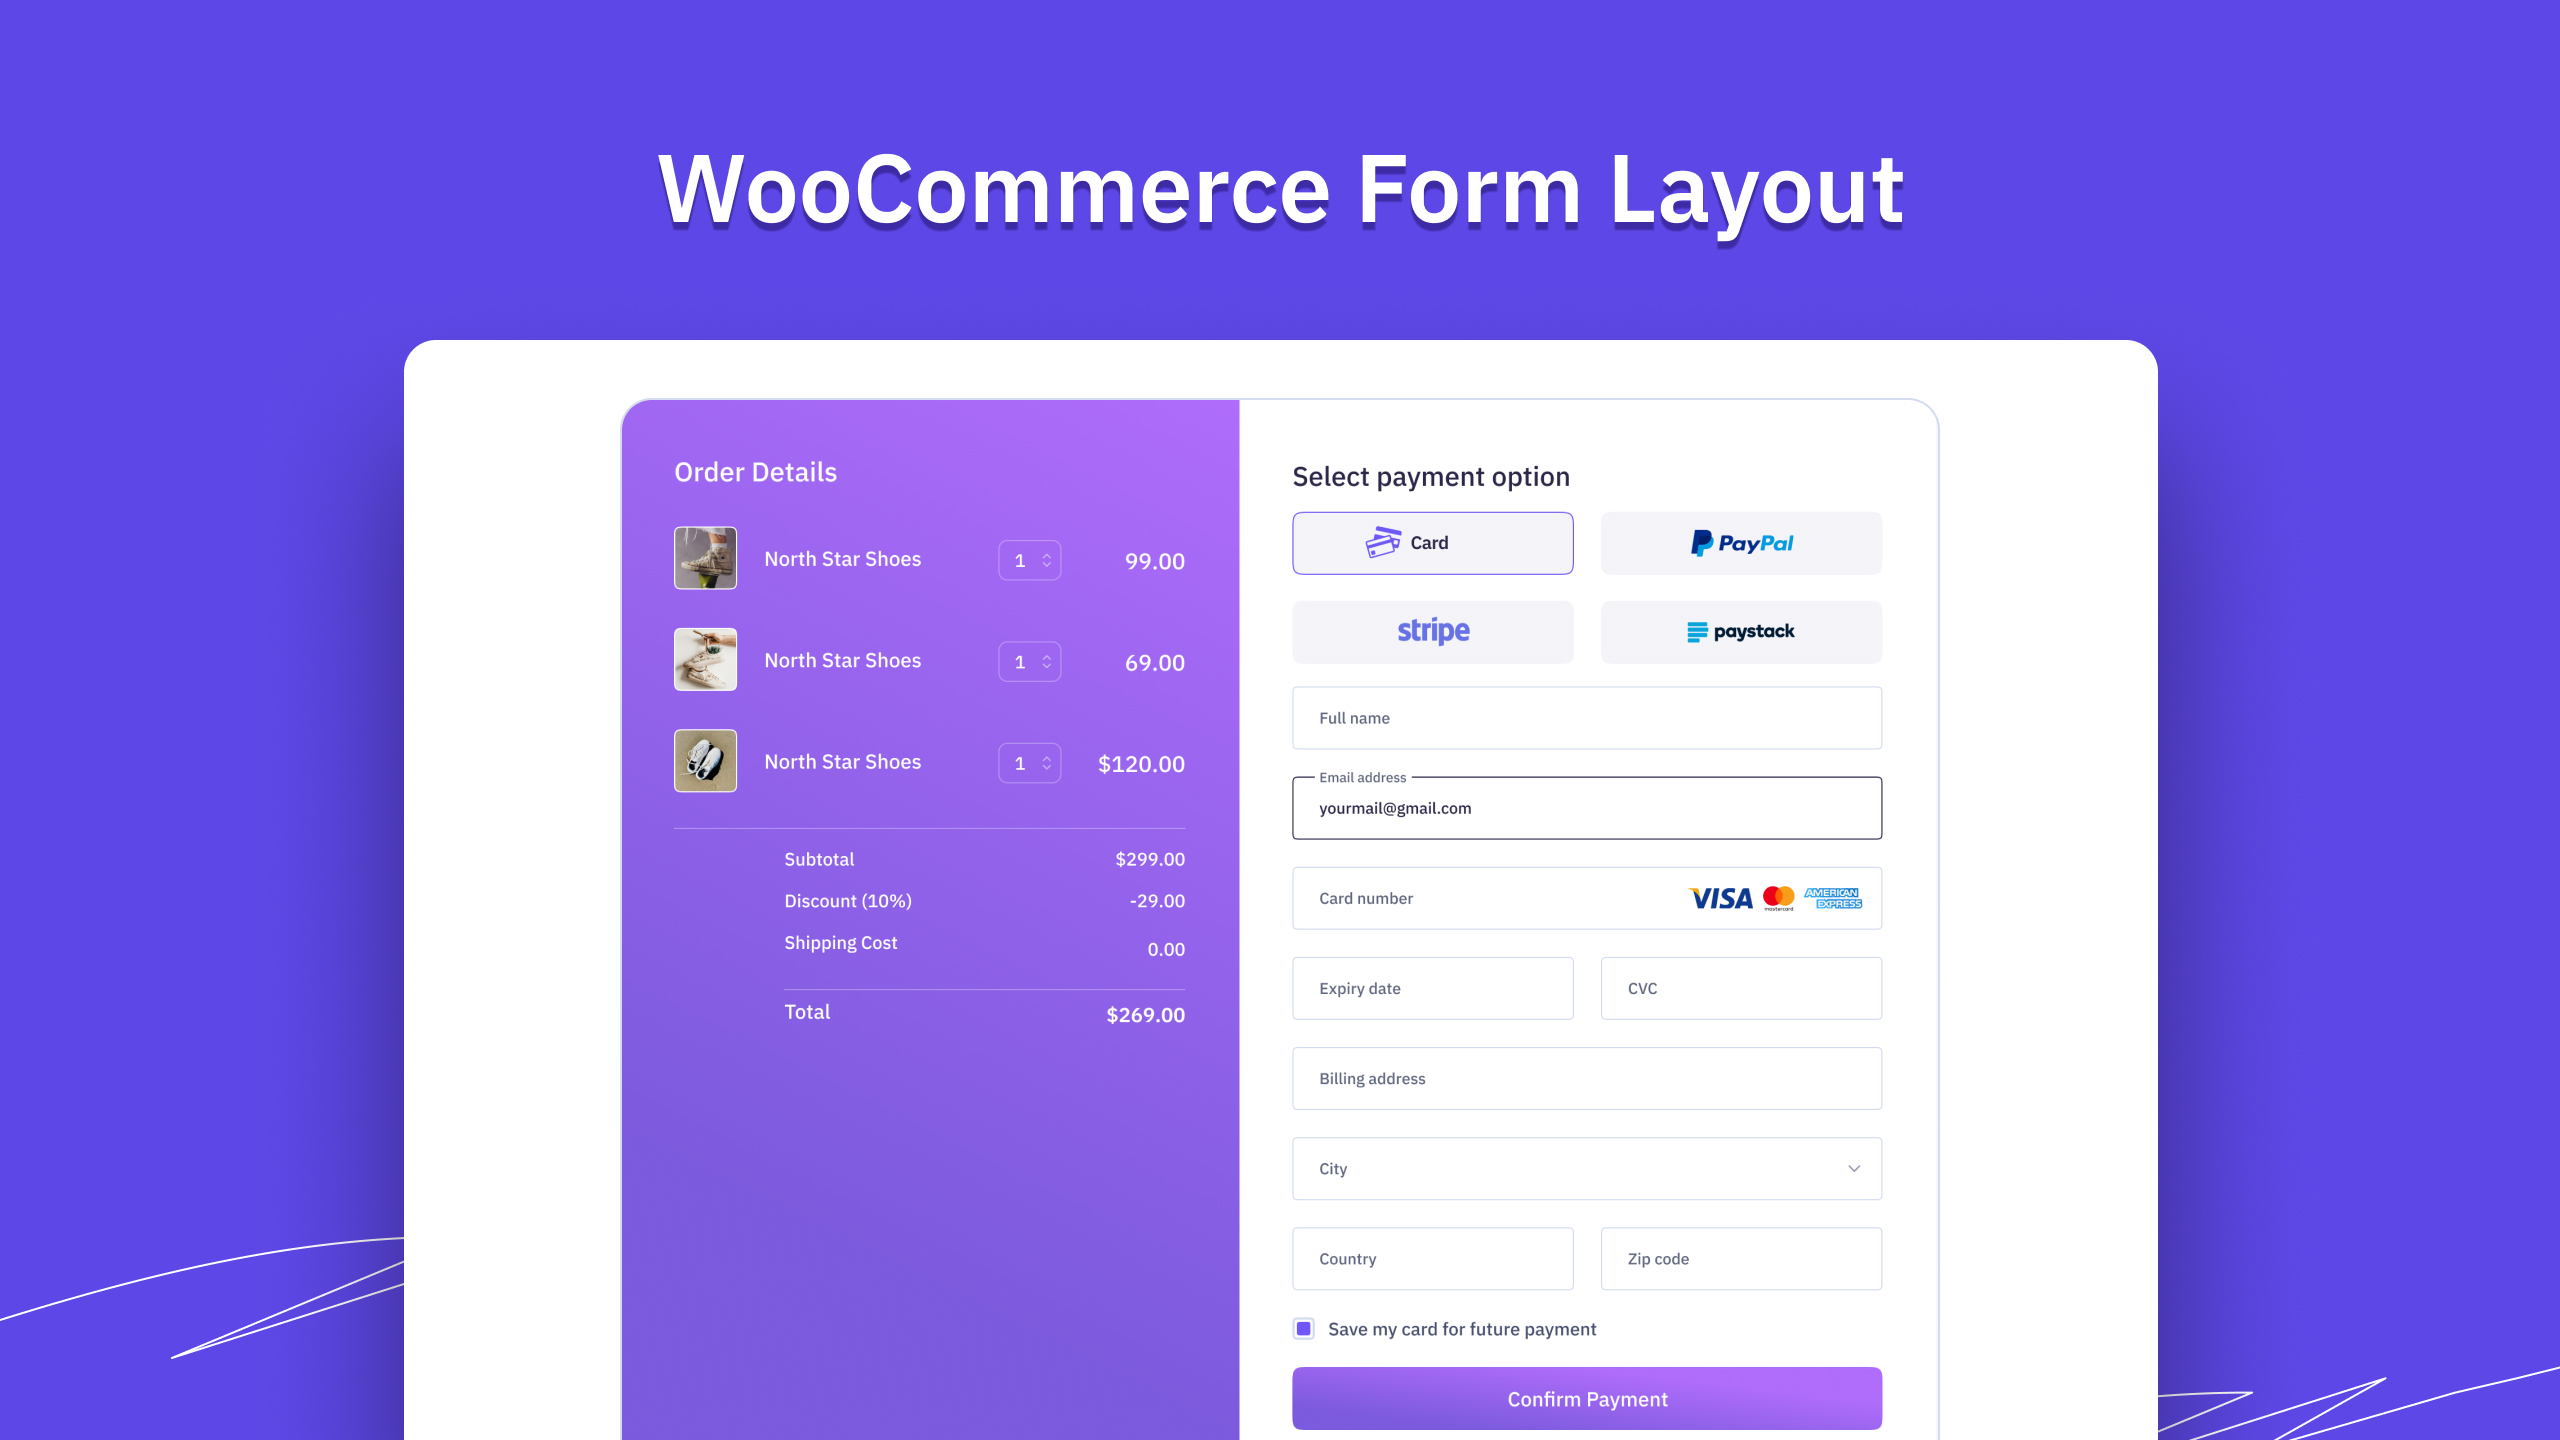 WooCommerce Form Layout
Order Details
North Star Shoes 1 99.00
North Star Shoes 1 69.00
North Star Shoes 1 $120.00
Subtotal $299.00
Discount (10%) -29.00
Shipping Cost 0.00
Total $269.00
Select payment option
Card PayPal
stripe paystack
Full name
Email address
yourmail@gmail.com
Card number VISA mastercard AMERICAN EXPRESS
Expiry date CVC
Billing address
City
Country Zip code
Save my card for future payment
Confirm Payment